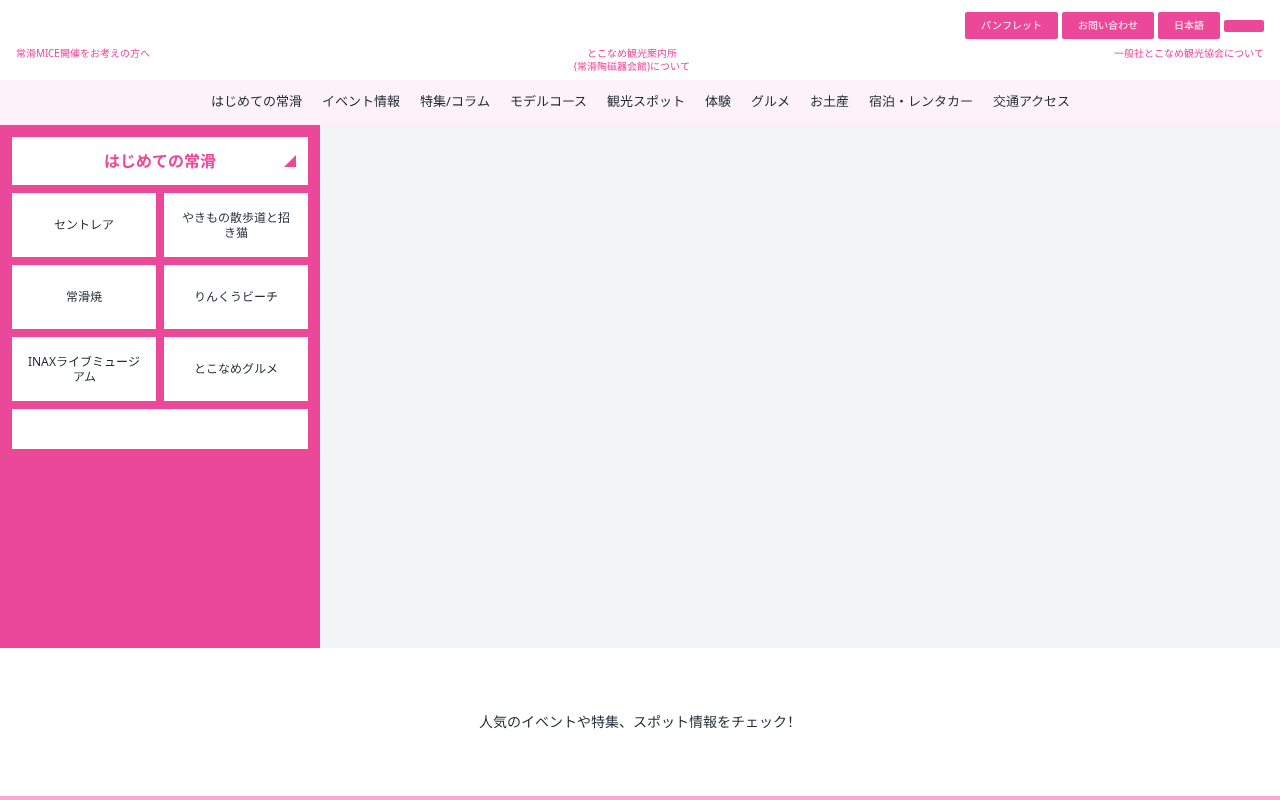 パンフレット
お問い合わせ
日本語
常滑MICE開催をお考えの方へ
とこなめ観光案内所
(常滑陶磁器会館)について
一般社とこなめ観光協会について
はじめての常滑
イベント情報
特集/コラム
モデルコース
観光スポット
体験
グルメ
お土産
宿泊・レンタカー
交通アクセス
はじめての常滑
セントレア
やきもの散歩道と招
き猫
常滑焼
りんくうビーチ
INAXライブミュージ
アム
とこなめグルメ
人気のイベントや特集、スポット情報をチェック！